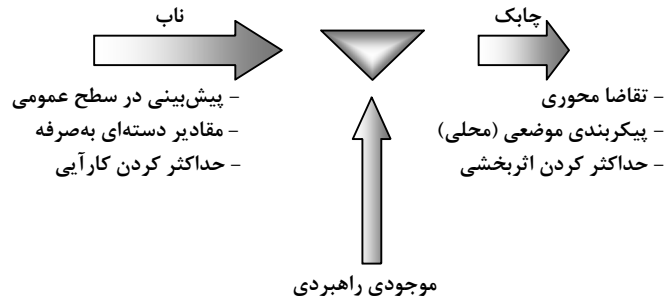 ناب
چابک
– پیش‌بینی در سطح عمومی
– مقادیر دسته‌ای به‌صرفه
– حداکثر کردن کارآیی
– تقاضا محوری
– پیکربندی موضعی (محلی)
– حداکثر کردن اثربخشی
موجودی راهبردی